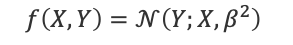 f(X,Y) = 𝒩(Y;X,β²)